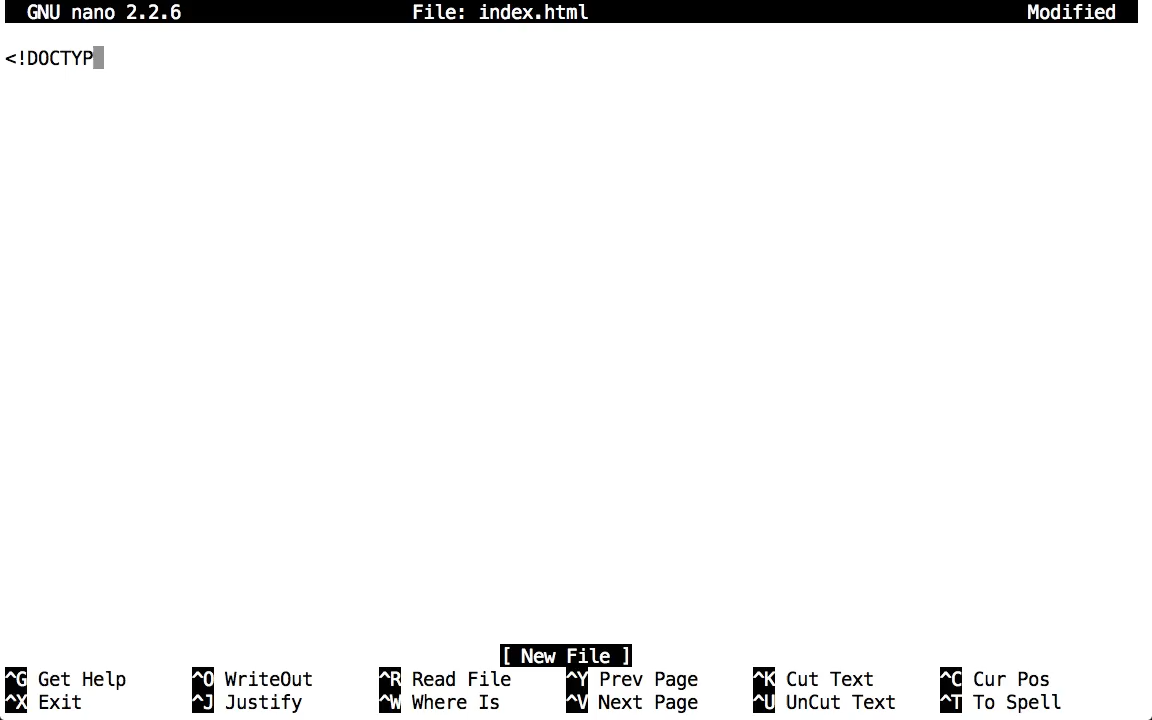 GNU nano 2.2.6 File: index.html Modified
<!DOCTYP
[ New File ]
^G Get Help ^O WriteOut ^R Read File ^Y Prev Page ^K Cut Text ^C Cur Pos
^X Exit ^J Justify ^W Where Is ^V Next Page ^U UnCut Text ^T To Spell